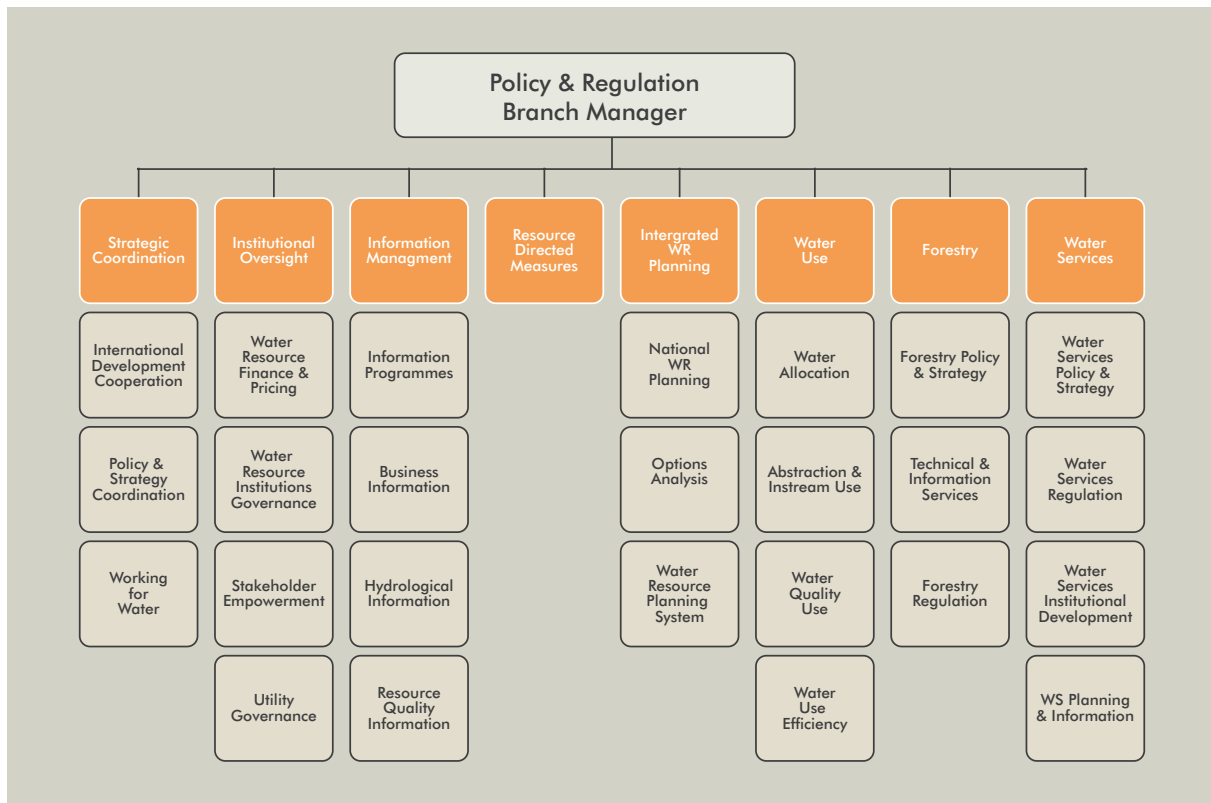 Policy & Regulation
Branch Manager
Strategic
Coordination
Institutional
Oversight
Information
Managment
Resource
Directed
Measures
Intergrated
WR
Planning
Water
Use
Forestry
Water
Services
International
Development
Cooperation
Water
Resource
Finance &
Pricing
Information
Programmes
National
WR
Planning
Water
Allocation
Forestry Policy
& Strategy
Water
Services
Policy &
Strategy
Policy &
Strategy
Coordination
Water
Resource
Institutions
Governance
Business
Information
Options
Analysis
Abstraction &
Instream Use
Technical &
Information
Services
Water
Services
Regulation
Working
for
Water
Stakeholder
Empowerment
Hydrological
Information
Water
Resource
Planning
System
Water
Quality
Use
Forestry
Regulation
Water
Services
Institutional
Development
Utility
Governance
Resource
Quality
Information
Water
Use
Efficiency
WS Planning
& Information